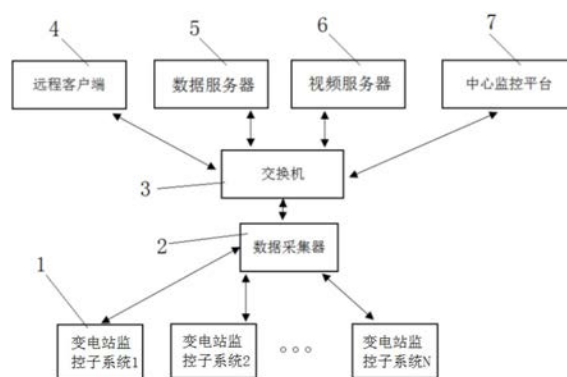 4
5
6
7
远程客户端
数据服务器
视频服务器
中心监控平台
交换机
3
2
数据采集器
1
变电站监
控子系统1
变电站监
控子系统2
变电站监
控子系统N